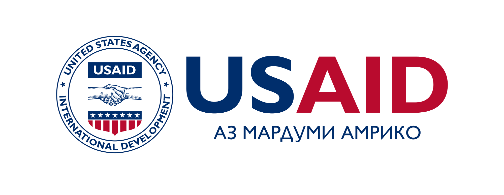 UNITED STATES AGENCY
USAID
INTERNATIONAL DEVELOPMENT
USAID
АЗ МАРДУМИ АМРИКО